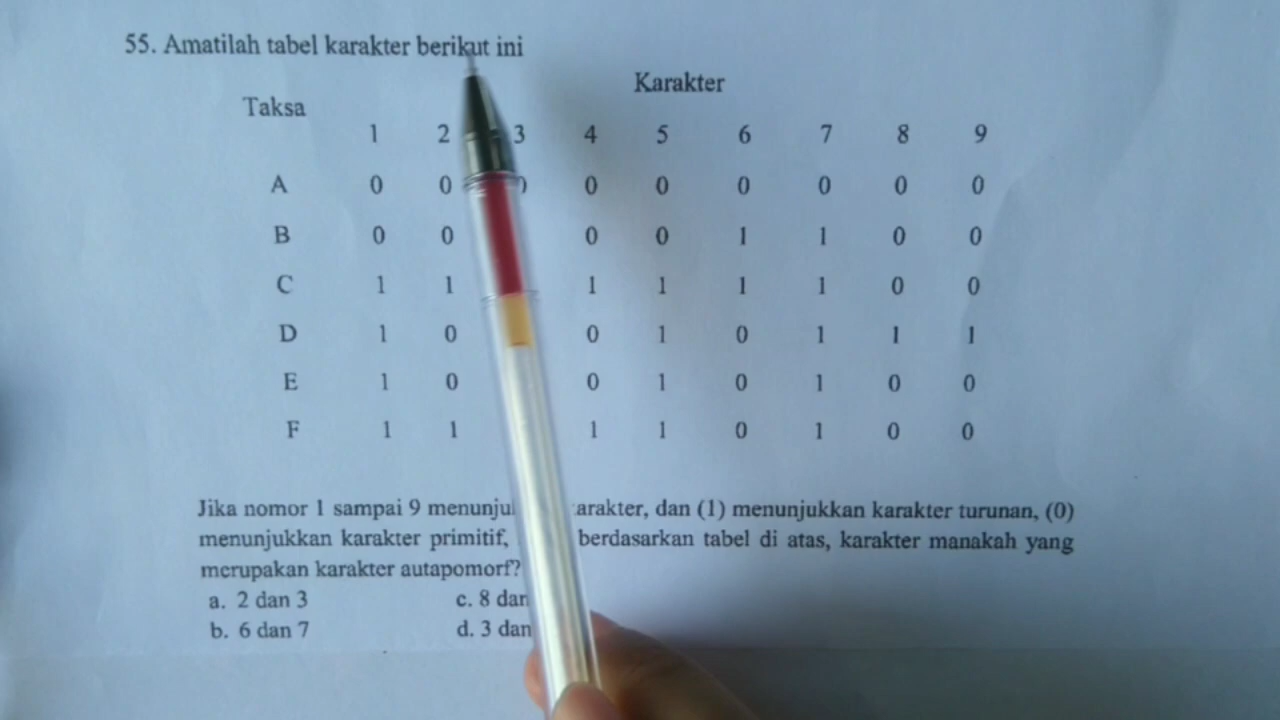 55. Amatilah tabel karakter berikut ini
Karakter
Taksa
1 2 3 4 5 6 7 8 9
A 0 0 0 0 0 0 0 0
B 0 0 0 0 1 1 0 0
C 1 1 1 1 1 1 0 0
D 1 0 0 1 0 1 1 1
E 1 0 0 1 0 1 0 0
F 1 1 1 1 0 1 0 0
Jika nomor 1 sampai 9 dan (1) menunjukkan karakter turunan, (0)
menunjukkan karakter primitif, berdasarkan tabel di atas, karakter manakah yang
merupakan karakter autapomorf?
a. 2 dan 3 c. 8 dan
b. 6 dan 7 d. 3 dan